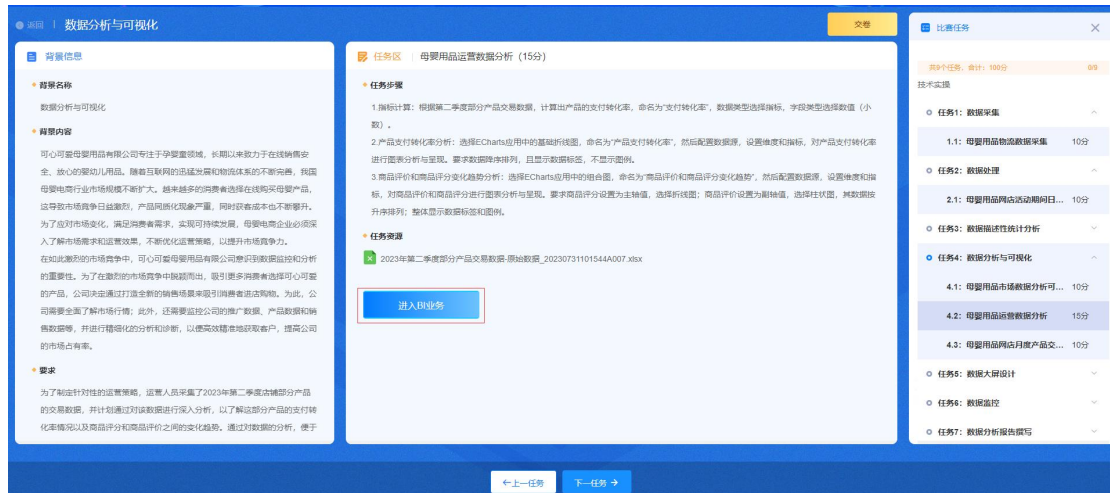 返回 | 数据分析与可视化
交卷
背景信息
背景名称
数据分析与可视化
背景内容
可心可爱母婴用品有限公司专注于孕婴童领域，长期以来致力于在线销售安
全、放心的婴幼儿用品。随着互联网的迅猛发展和物流体系的不断完善，我国
母婴电商行业市场规模不断扩大。越来越多的消费者选择在线购买母婴产品，
这导致市场竞争日益激烈，产品同质化现象严重，同时获客成本也不断攀升。
为了应对市场变化，满足消费者需求，实现可持续发展，母婴电商企业必须深
入了解市场需求和运营效果，不断优化运营策略，以提升市场竞争力。
在如此激烈的市场竞争中，可心可爱母婴用品有限公司意识到数据监控和分析
的重要性。为了在激烈的市场竞争中脱颖而出，吸引更多消费者选择可心可爱
的产品，公司决定通过打造全新的销售场景来吸引消费者进店购物。为此，公
司需要全面了解市场行情；此外，还需要监控公司的推广数据、产品数据和销
售数据等，并进行精细化的分析和诊断，以便高效精准地获取客户，提高公司
的市场占有率。
要求
为了制定针对性的运营策略，运营人员采集了2023年第二季度店铺部分产品
的交易数据，并计划通过对该数据进行深入分析，以了解这部分产品的支付转
化率情况以及商品评分和商品评价之间的变化趋势。通过对数据的分析，便于
任务区 | 母婴用品运营数据分析（15分）
任务步骤
1.指标计算：根据第二季度部分产品交易数据，计算出产品的支付转化率，命名为“支付转化率”，数据类型选择指标，字段类型选择数值（小
数）。
2.产品支付转化率分析：选择ECharts应用中的基础折线图，命名为“产品支付转化率”，然后配置数据源，设置维度和指标，对产品支付转化率
进行图表分析与呈现。要求数据降序排列，且显示数据标签，不显示图例。
3.商品评价和商品评分变化趋势分析：选择ECharts应用中的组合图，命名为“商品评价和商品评分变化趋势”，然后配置数据源，设置维度和指
标，对商品评价和商品评分进行图表分析与呈现。要求商品评分设置为主轴值，选择折线图；商品评价设置为副轴值，选择柱状图，其数据按
升序排列；整体显示数据标签和图例。
任务资源
2023年第二季度部分产品交易数据-原始数据_20230731101544A007.xlsx
进入BI业务
比赛任务
共9个任务，合计：100分 0/9
技术实操
任务1：数据采集
1.1：母婴用品物流数据采集 10分
任务2：数据处理
2.1：母婴用品网店活动期间日... 10分
任务3：数据描述性统计分析
任务4：数据分析与可视化
4.1：母婴用品市场数据分析可... 10分
4.2：母婴用品运营数据分析 15分
4.3：母婴用品网店月度产品交... 10分
任务5：数据大屏设计
任务6：数据监控
任务7：数据分析报告撰写
←上一任务
下一任务→